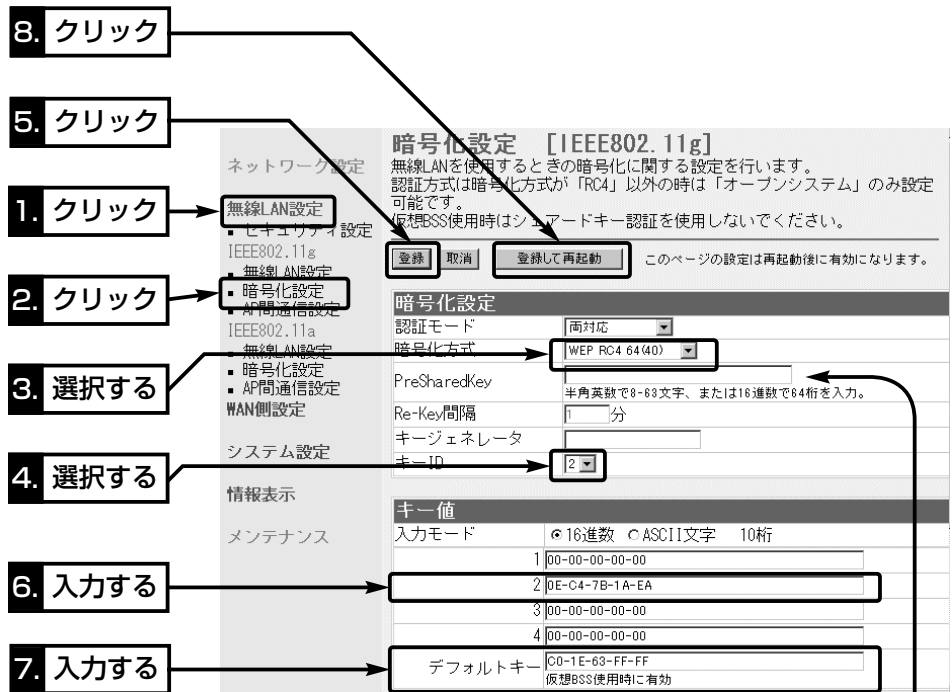 8. クリック
5. クリック
1. クリック
2. クリック
3. 選択する
4. 選択する
6. 入力する
7. 入力する
ネットワーク設定
無線LAN設定
▪ セキュリティ設定
IEEE802.11g
▪ 無線LAN設定
▪ 暗号化設定
▪ AP間通信設定
IEEE802.11a
▪ 無線LAN設定
▪ 暗号化設定
▪ AP間通信設定
WAN側設定
システム設定
情報表示
メンテナンス
暗号化設定 [IEEE802.11g]
無線LANを使用するときの暗号化に関する設定を行います。
認証方式は暗号化方式が「RC4」以外の時は「オープンシステム」のみ設定
可能です。
仮想BSS使用時はシェアードキー認証を使用しないでください。
登録 取消 登録して再起動 このページの設定は再起動後に有効になります。
暗号化設定
認証モード 両対応
暗号化方式 WEP RC4 64(40)
PreSharedKey
半角英数で8-63文字、または16進数で64桁を入力。
Re-Key間隔 1 分
キージェネレータ
キーID 2
キー値
入力モード 16進数 ASCII文字 10桁
1 00-00-00-00-00
2 0E-C4-7B-1A-EA
3 00-00-00-00-00
4 00-00-00-00-00
デフォルトキー C0-1E-63-FF-FF
仮想BSS使用時に有効